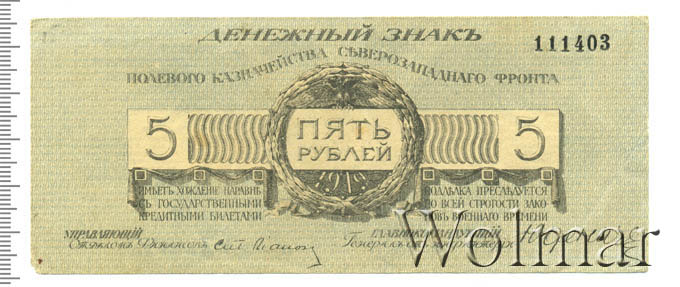 ДЕНЕЖНЫЙ ЗНАКЪ
111403
ПОЛЕВОГО КАЗНАЧЕЙСТВА СѢВЕРОЗАПАДНАГО ФРОНТА
5 ПЯТЬ РУБЛЕЙ 5
1919
ИМѢЕТЪ ХОЖДЕНІЕ НАРАВНѢ
СЪ ГОСУДАРСТВЕННЫМИ
КРЕДИТНЫМИ БИЛЕТАМИ
ПОДДѢЛКА ПРЕСЛѢДУЕТСЯ
ПО ВСЕЙ СТРОГОСТИ ЗАКО-
НОВЪ ВОЕННАГО ВРЕМЕНИ
УПРАВЛЯЮЩІЙ
ГЛАВНОКОМАНДУЮЩІЙ
Wolmar